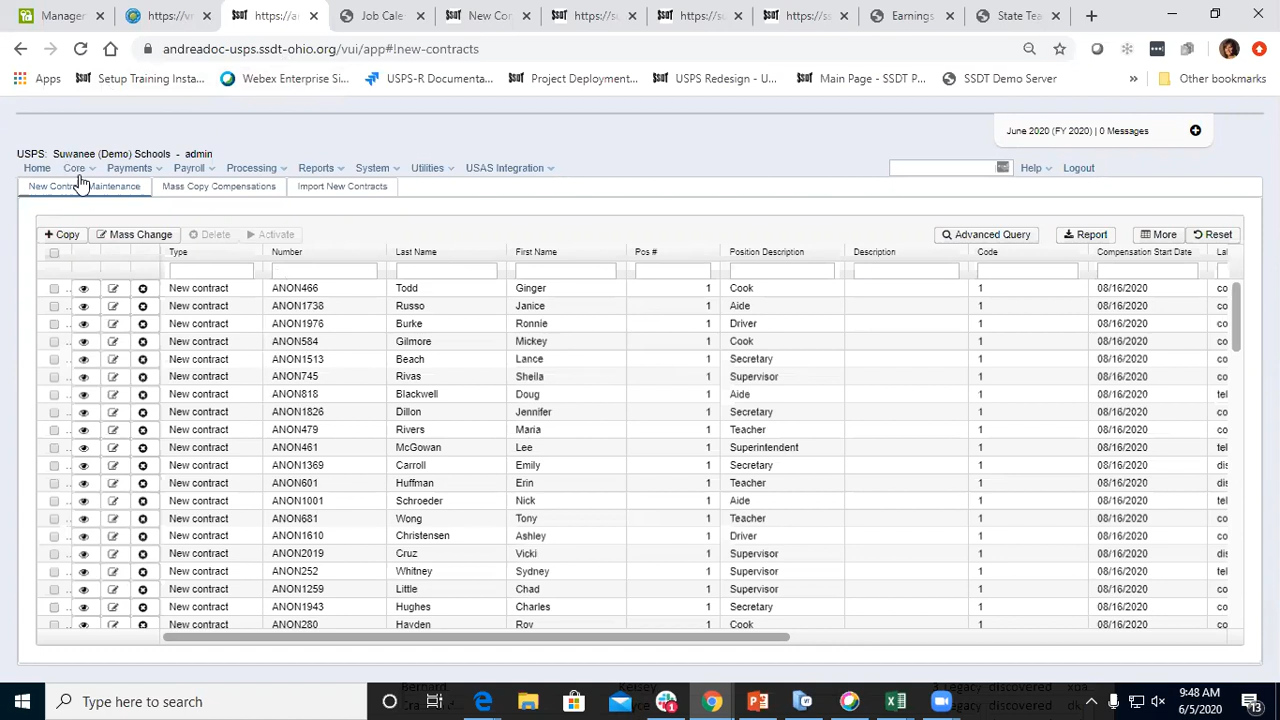 Manager
https://v
https://a
Job Cale
New Co
https://s
https://
https://s
Earnings
State Tea
andreadoc-usps.ssdt-ohio.org/vui/app#!new-contracts
Apps
Setup Training Insta...
Webex Enterprise Si...
USPS-R Documenta...
Project Deployment...
USPS Redesign - U...
Main Page - SSDT P...
SSDT Demo Server
»
Other bookmarks
June 2020 (FY 2020) | 0 Messages
USPS: Suwanee (Demo) Schools - admin
Home Core Payments Payroll Processing Reports System Utilities USAS Integration Help Logout
New Contract Maintenance Mass Copy Compensations Import New Contracts
Copy Mass Change Delete Activate Advanced Query Report More Reset
Type Number Last Name First Name Pos # Position Description Description Code Compensation Start Date Lal
New contract ANON466 Todd Ginger 1 Cook 1 08/16/2020 co
New contract ANON1738 Russo Janice 1 Aide 1 08/16/2020 co
New contract ANON1976 Burke Ronnie 1 Driver 1 08/16/2020 co
New contract ANON584 Gilmore Mickey 1 Cook 1 08/16/2020 co
New contract ANON1513 Beach Lance 1 Secretary 1 08/16/2020 co
New contract ANON745 Rivas Sheila 1 Supervisor 1 08/16/2020 co
New contract ANON818 Blackwell Doug 1 Aide 1 08/16/2020 tel
New contract ANON1826 Dillon Jennifer 1 Secretary 1 08/16/2020 co
New contract ANON479 Rivers Maria 1 Teacher 1 08/16/2020 co
New contract ANON461 McGowan Lee 1 Superintendent 1 08/16/2020 tel
New contract ANON1369 Carroll Emily 1 Secretary 1 08/16/2020 dis
New contract ANON601 Huffman Erin 1 Teacher 1 08/16/2020 dis
New contract ANON1001 Schroeder Nick 1 Aide 1 08/16/2020 co
New contract ANON681 Wong Tony 1 Teacher 1 08/16/2020 co
New contract ANON1610 Christensen Ashley 1 Driver 1 08/16/2020 co
New contract ANON2019 Cruz Vicki 1 Supervisor 1 08/16/2020 dis
New contract ANON252 Whitney Sydney 1 Supervisor 1 08/16/2020 tel
New contract ANON1259 Little Chad 1 Supervisor 1 08/16/2020 co
New contract ANON1943 Hughes Charles 1 Secretary 1 08/16/2020 co
New contract ANON280 Hayden Roy 1 Cook 1 08/16/2020 co
Type here to search
9:48 AM
6/5/2020
13